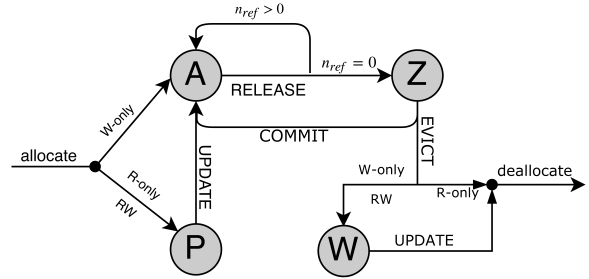 n_ref > 0
A
n_ref = 0
Z
RELEASE
W-only
COMMIT
EVICT
allocate
UPDATE
R-only
RW
W-only
RW
R-only
deallocate
P
W
UPDATE